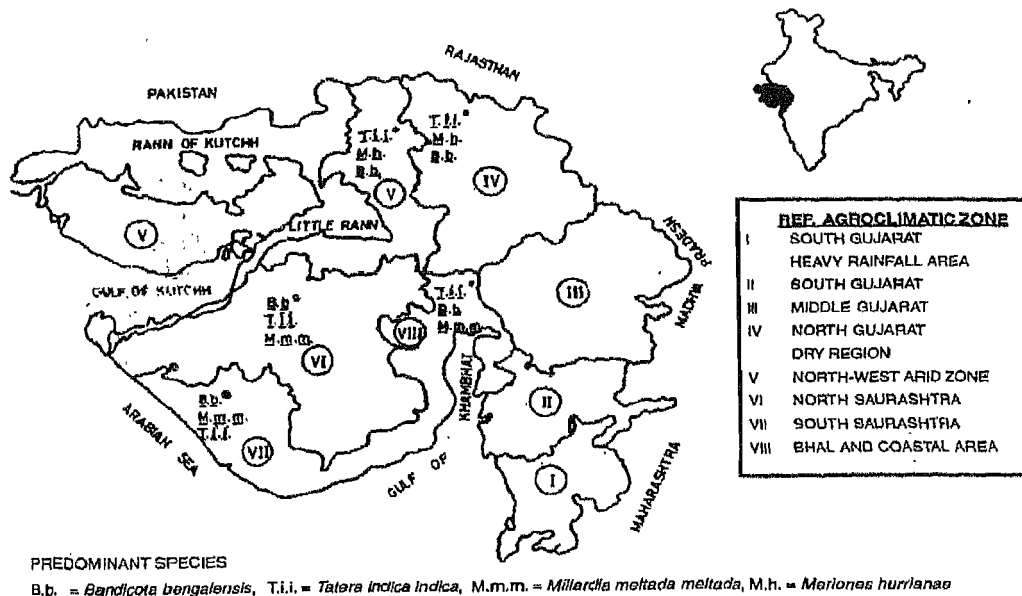 RAJASTHAN
PAKISTAN
RANN OF KUTCHH
T.i.i.*
M.h.
B.b.
V
T.i.i.*
M.h.
B.b.
IV
V
LITTLE RANN
GULF OF KUTCHH
PRADESH
MADHYA
III
T.i.i.*
B.b
M.m.m.
VIII
B.b*
T.i.i.
M.m.m.
VI
KHAMBHAT
GULF OF
II
ARABIAN SEA
B.b.*
M.m.m.
T.i.i.
VII
I
MAHARASHTRA
REF. AGROCLIMATIC ZONE
I SOUTH GUJARAT
HEAVY RAINFALL AREA
II SOUTH GUJARAT
III MIDDLE GUJARAT
IV NORTH GUJARAT
DRY REGION
V NORTH-WEST ARID ZONE
VI NORTH SAURASHTRA
VII SOUTH SAURASHTRA
VIII BHAL AND COASTAL AREA
PREDOMINANT SPECIES
B.b. = Bandicota bengalensis, T.i.i. = Tatera indica indica, M.m.m. = Millardia meltada meltada, M.h. = Meriones hurrianae